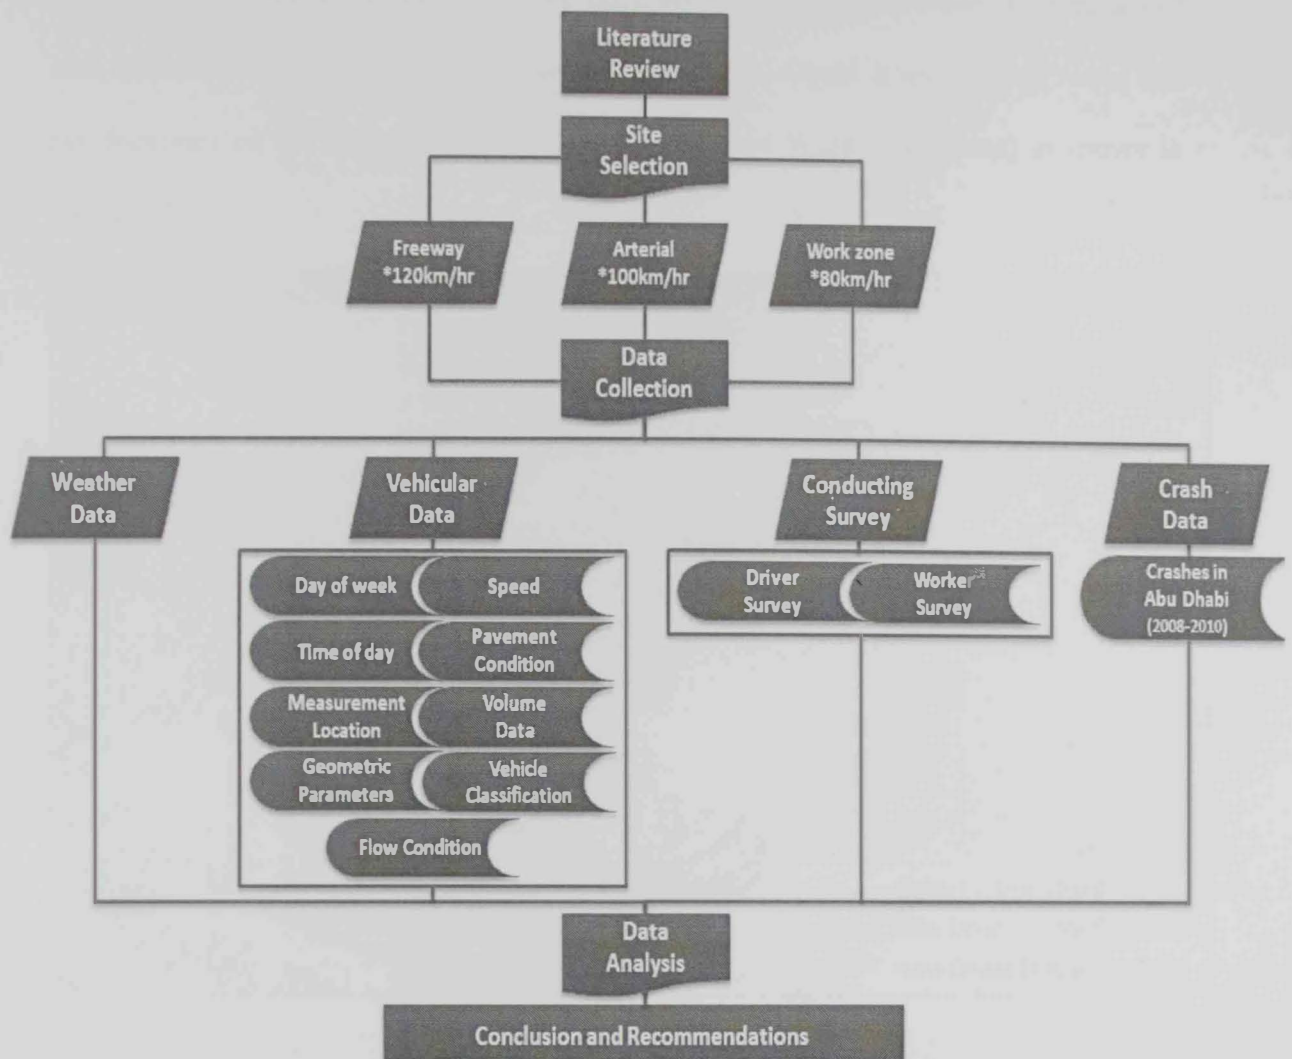 Literature
Review
Site
Selection
Freeway
*120km/hr
Arterial
*100km/hr
Work zone
*80km/hr
Data
Collection
Weather
Data
Vehicular
Data
Conducting
Survey
Crash
Data
Day of week
Speed
Time of day
Pavement
Condition
Measurement
Location
Volume
Data
Geometric
Parameters
Vehicle
Classification
Flow Condition
Driver
Survey
Worker
Survey
Crashes in
Abu Dhabi
(2008-2010)
Data
Analysis
Conclusion and Recommendations